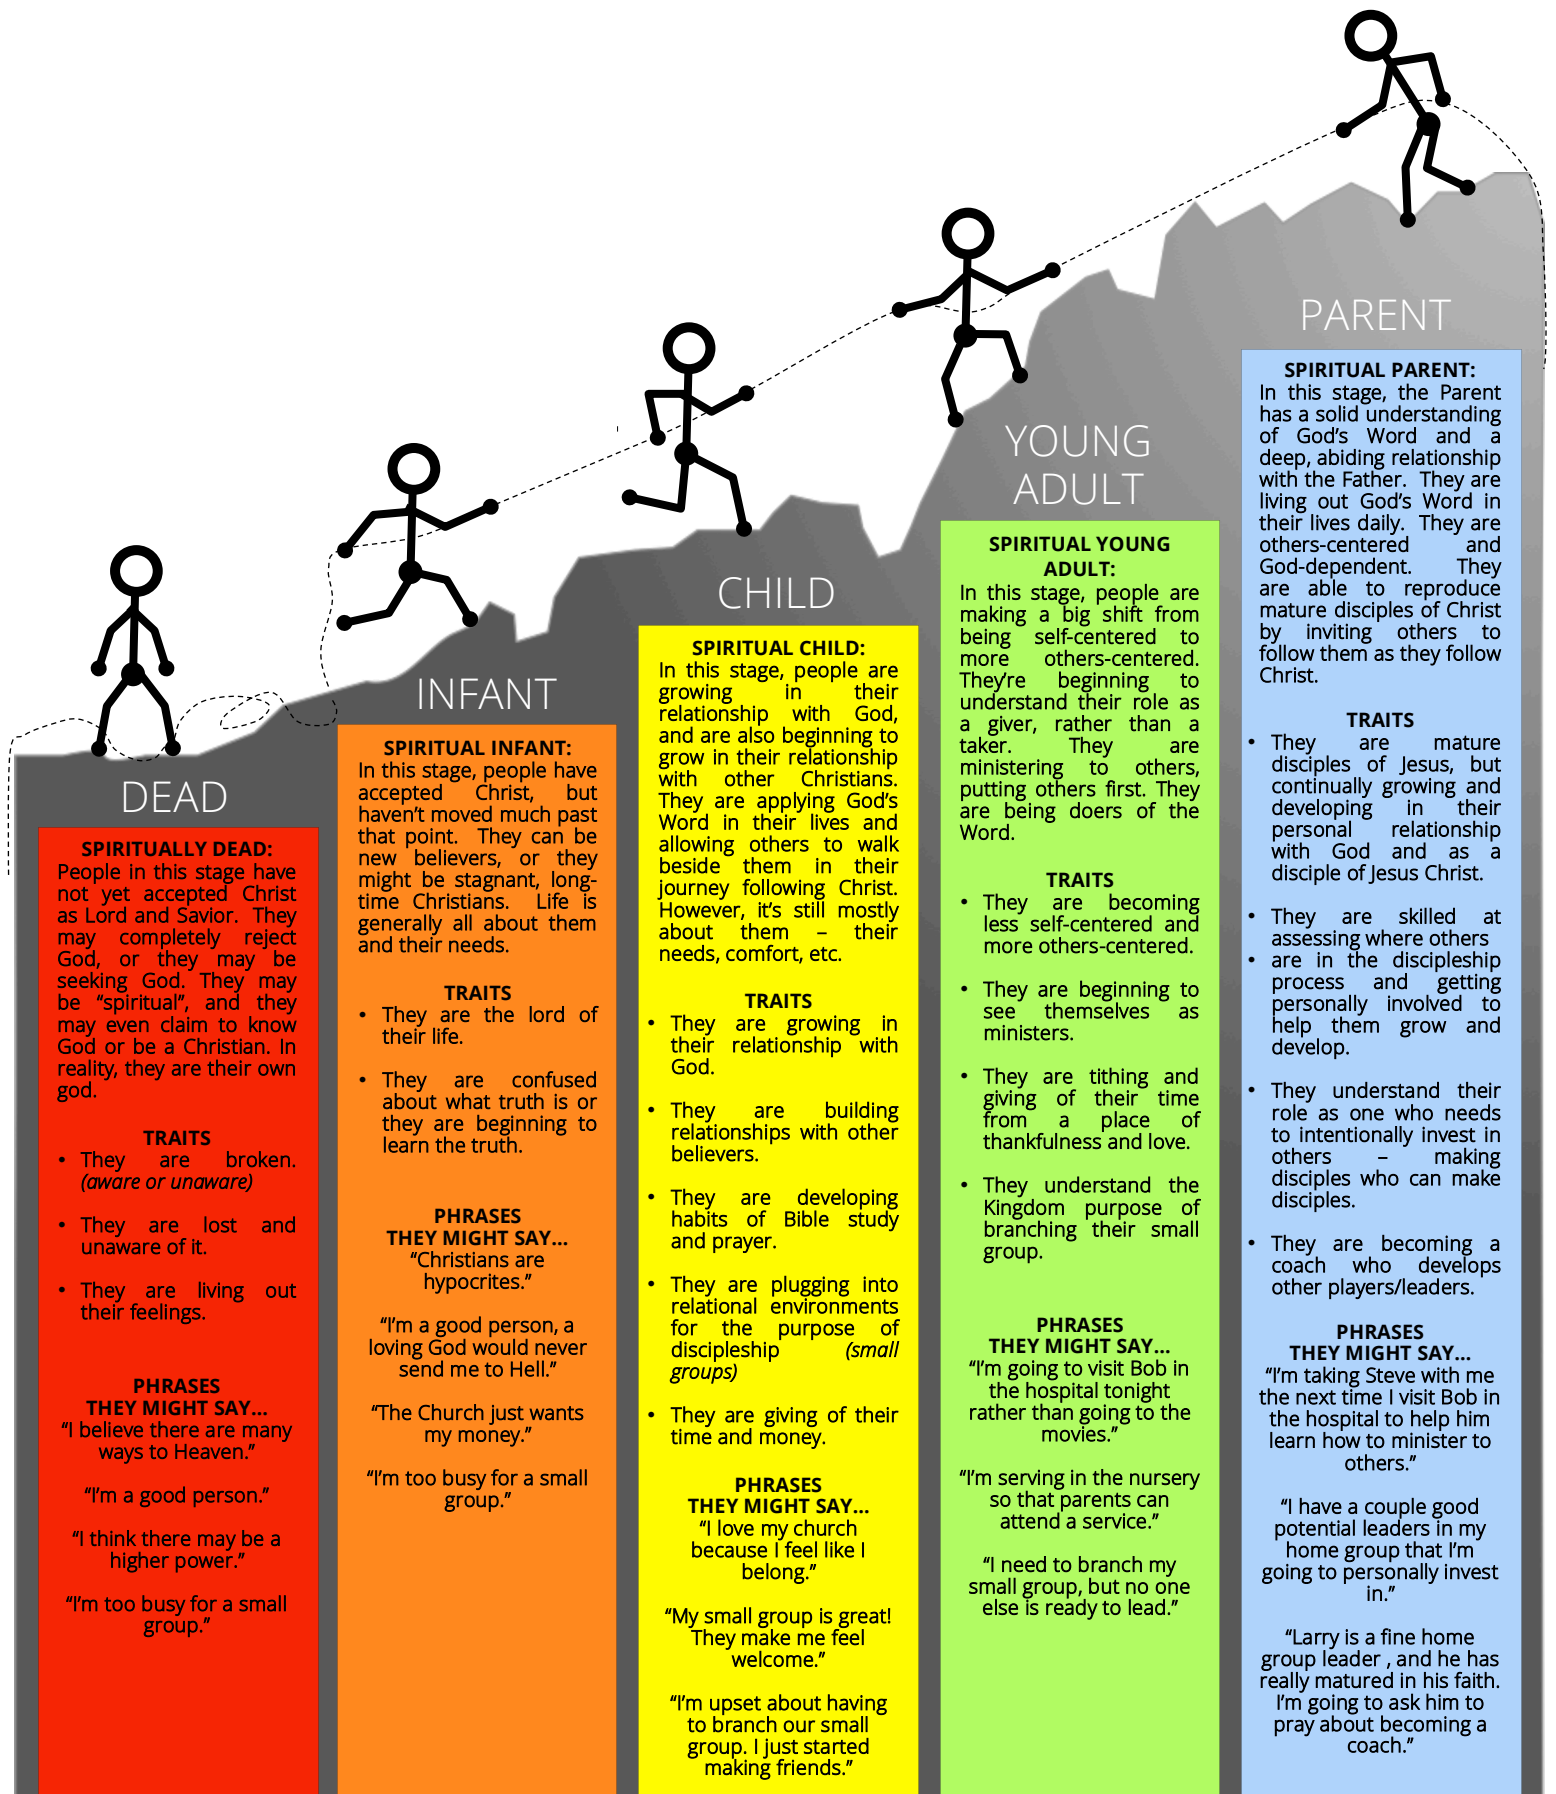 DEAD
SPIRITUALLY DEAD:
People in this stage have
not yet accepted Christ
as Lord and Savior. They
may completely reject
God, or they may be
seeking God. They may
be “spiritual”, and they
may even claim to know
God or be a Christian. In
reality, they are their own
god.
TRAITS
• They are broken.
(aware or unaware)
• They are lost and
unaware of it.
• They are living out
their feelings.
PHRASES
THEY MIGHT SAY…
“I believe there are many
ways to Heaven.”
“I’m a good person.”
“I think there may be a
higher power.”
“I’m too busy for a small
group.”
INFANT
SPIRITUAL INFANT:
In this stage, people have
accepted Christ, but
haven’t moved much past
that point. They can be
new believers, or they
might be stagnant, long-
time Christians. Life is
generally all about them
and their needs.
TRAITS
• They are the lord of
their life.
• They are confused
about what truth is or
they are beginning to
learn the truth.
PHRASES
THEY MIGHT SAY…
“Christians are
hypocrites.”
“I’m a good person, a
loving God would never
send me to Hell.”
“The Church just wants
my money.”
“I’m too busy for a small
group.”
CHILD
SPIRITUAL CHILD:
In this stage, people are
growing in their
relationship with God,
and are also beginning to
grow in their relationship
with other Christians.
They are applying God’s
Word in their lives and
allowing others to walk
beside them in their
journey following Christ.
However, it’s still mostly
about them – their
needs, comfort, etc.
TRAITS
• They are growing in
their relationship with
God.
• They are building
relationships with other
believers.
• They are developing
habits of Bible study
and prayer.
• They are plugging into
relational environments
for the purpose of
discipleship (small
groups)
• They are giving of their
time and money.
PHRASES
THEY MIGHT SAY…
“I love my church
because I feel like I
belong.”
“My small group is great!
They make me feel
welcome.”
“I’m upset about having
to branch our small
group. I just started
making friends.”
YOUNG
ADULT
SPIRITUAL YOUNG
ADULT:
In this stage, people are
making a big shift from
being self-centered to
more others-centered.
They’re beginning to
understand their role as
a giver, rather than a
taker. They are
ministering to others,
putting others first. They
are being doers of the
Word.
TRAITS
• They are becoming
less self-centered and
more others-centered.
• They are beginning to
see themselves as
ministers.
• They are tithing and
giving of their time
from a place of
thankfulness and love.
• They understand the
Kingdom purpose of
branching their small
group.
PHRASES
THEY MIGHT SAY…
“I’m going to visit Bob in
the hospital tonight
rather than going to the
movies.”
“I’m serving in the nursery
so that parents can
attend a service.”
“I need to branch my
small group, but no one
else is ready to lead.”
PARENT
SPIRITUAL PARENT:
In this stage, the Parent
has a solid understanding
of God’s Word and a
deep, abiding relationship
with the Father. They are
living out God’s Word in
their lives daily. They are
others-centered and
God-dependent. They
are able to reproduce
mature disciples of Christ
by inviting others to
follow them as they follow
Christ.
TRAITS
• They are mature
disciples of Jesus, but
continually growing and
developing in their
personal relationship
with God and as a
disciple of Jesus Christ.
• They are skilled at
assessing where others
• are in the discipleship
process and getting
personally involved to
help them grow and
develop.
• They understand their
role as one who needs
to intentionally invest in
others – making
disciples who can make
disciples.
• They are becoming a
coach who develops
other players/leaders.
PHRASES
THEY MIGHT SAY…
“I’m taking Steve with me
the next time I visit Bob in
the hospital to help him
learn how to minister to
others.”
“I have a couple good
potential leaders in my
home group that I’m
going to personally invest
in.”
“Larry is a fine home
group leader , and he has
really matured in his faith.
I’m going to ask him to
pray about becoming a
coach.”